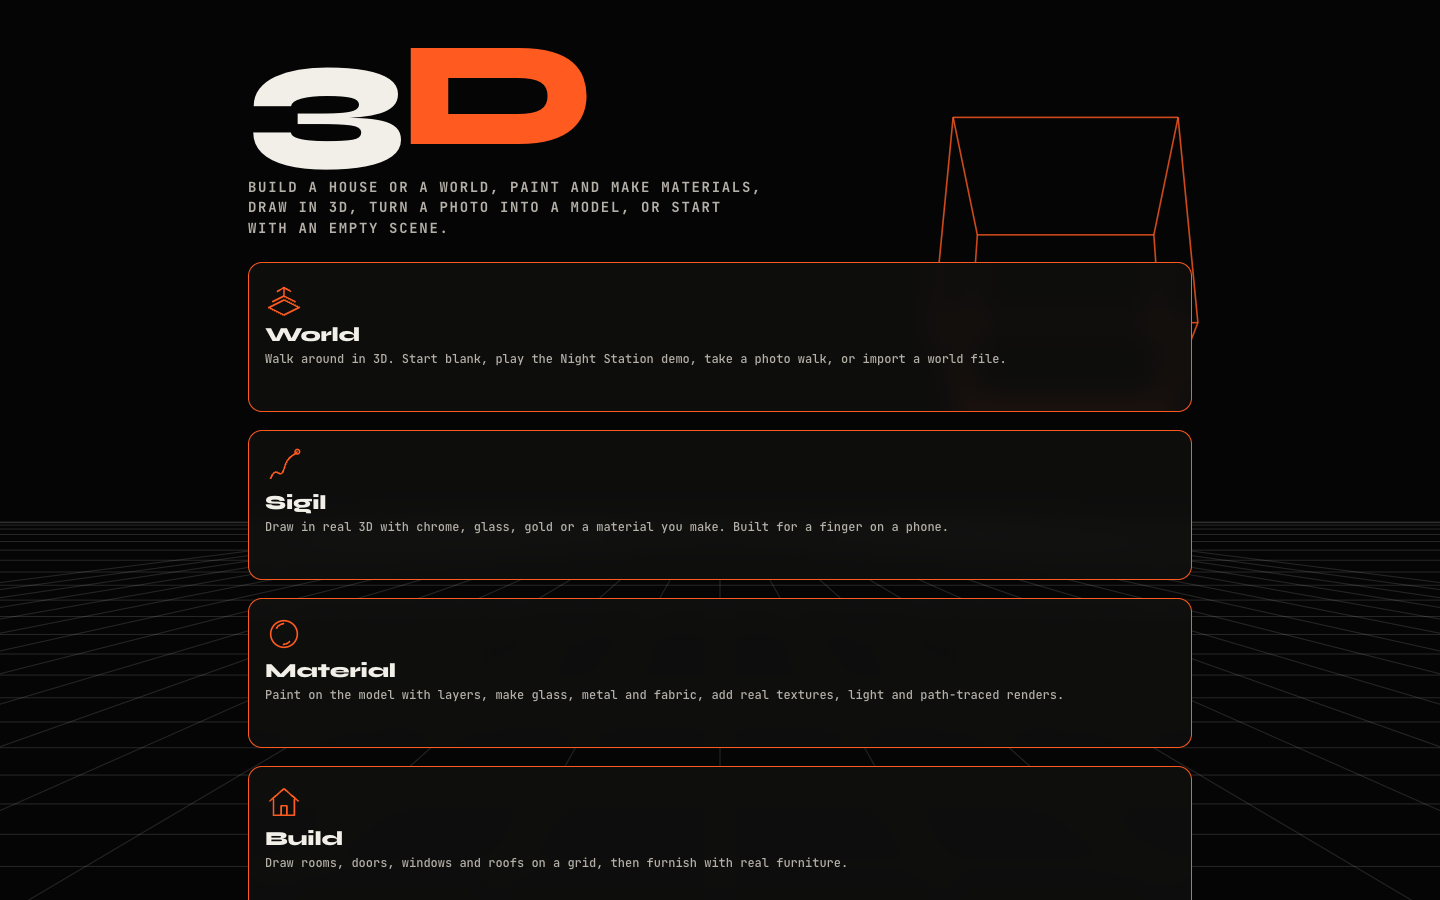 3D
BUILD A HOUSE OR A WORLD, PAINT AND MAKE MATERIALS,
DRAW IN 3D, TURN A PHOTO INTO A MODEL, OR START
WITH AN EMPTY SCENE.
World
Walk around in 3D. Start blank, play the Night Station demo, take a photo walk, or import a world file.
Sigil
Draw in real 3D with chrome, glass, gold or a material you make. Built for a finger on a phone.
Material
Paint on the model with layers, make glass, metal and fabric, add real textures, light and path-traced renders.
Build
Draw rooms, doors, windows and roofs on a grid, then furnish with real furniture.